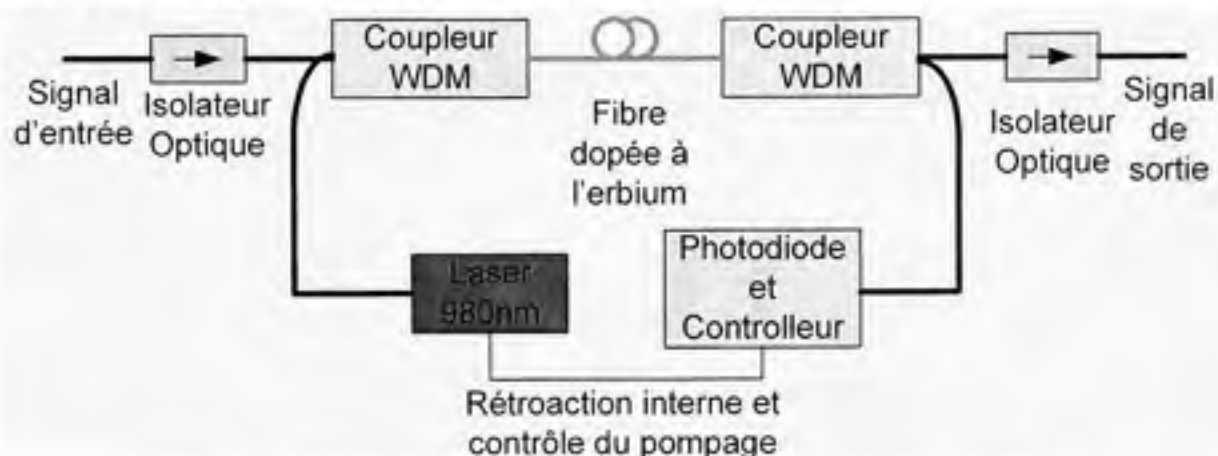 Coupleur
WDM
Coupleur
WDM
Signal
d'entrée
Isolateur
Optique
Fibre
dopée à
l'erbium
Isolateur
Optique
Signal
de
sortie
Laser
980nm
Photodiode
et
Controlleur
Rétroaction interne et
contrôle du pompage